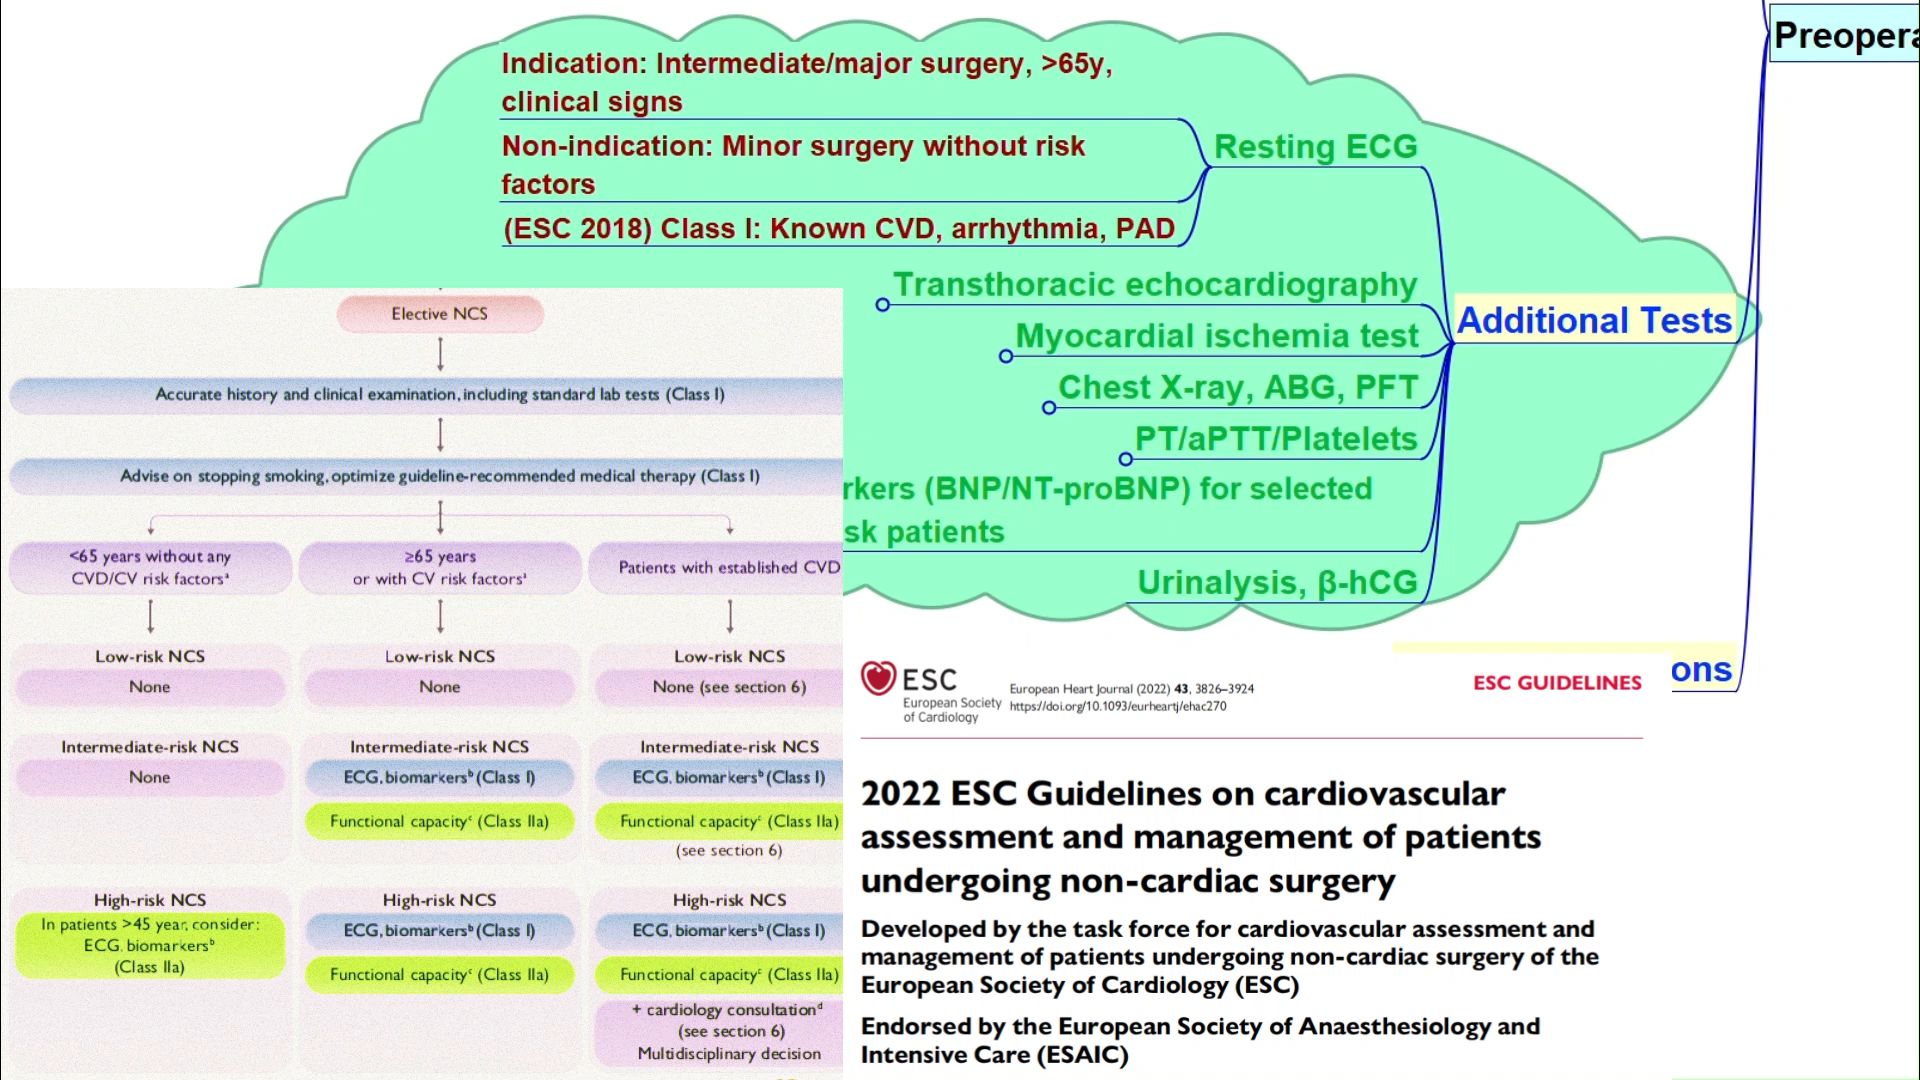 Indication: Intermediate/major surgery, >65y,
clinical signs
Non-indication: Minor surgery without risk
factors
(ESC 2018) Class I: Known CVD, arrhythmia, PAD
Resting ECG
Transthoracic echocardiography
Myocardial ischemia test
Chest X-ray, ABG, PFT
PT/aPTT/Platelets
rkers (BNP/NT-proBNP) for selected
sk patients
Urinalysis, β-hCG
Additional Tests
Preopera
ons
Elective NCS
Accurate history and clinical examination, including standard lab tests (Class I)
Advise on stopping smoking, optimize guideline-recommended medical therapy (Class I)
<65 years without any
CVD/CV risk factorsᵃ
Low-risk NCS
None
Intermediate-risk NCS
None
High-risk NCS
In patients >45 year, consider:
ECG, biomarkersᵇ
(Class IIa)
≥65 years
or with CV risk factorsᵃ
Low-risk NCS
None
Intermediate-risk NCS
ECG, biomarkersᵇ (Class I)
Functional capacityᶜ (Class IIa)
High-risk NCS
ECG, biomarkersᵇ (Class I)
Functional capacityᶜ (Class IIa)
Patients with established CVD
Low-risk NCS
None (see section 6)
Intermediate-risk NCS
ECG, biomarkersᵇ (Class I)
Functional capacityᶜ (Class IIa)
(see section 6)
High-risk NCS
ECG, biomarkersᵇ (Class I)
Functional capacityᶜ (Class IIa)
+ cardiology consultationᵈ
(see section 6)
Multidisciplinary decision
ESC
European Society
of Cardiology
European Heart Journal (2022) 43, 3826–3924
https://doi.org/10.1093/eurheartj/ehac270
ESC GUIDELINES
2022 ESC Guidelines on cardiovascular
assessment and management of patients
undergoing non-cardiac surgery
Developed by the task force for cardiovascular assessment and
management of patients undergoing non-cardiac surgery of the
European Society of Cardiology (ESC)
Endorsed by the European Society of Anaesthesiology and
Intensive Care (ESAIC)